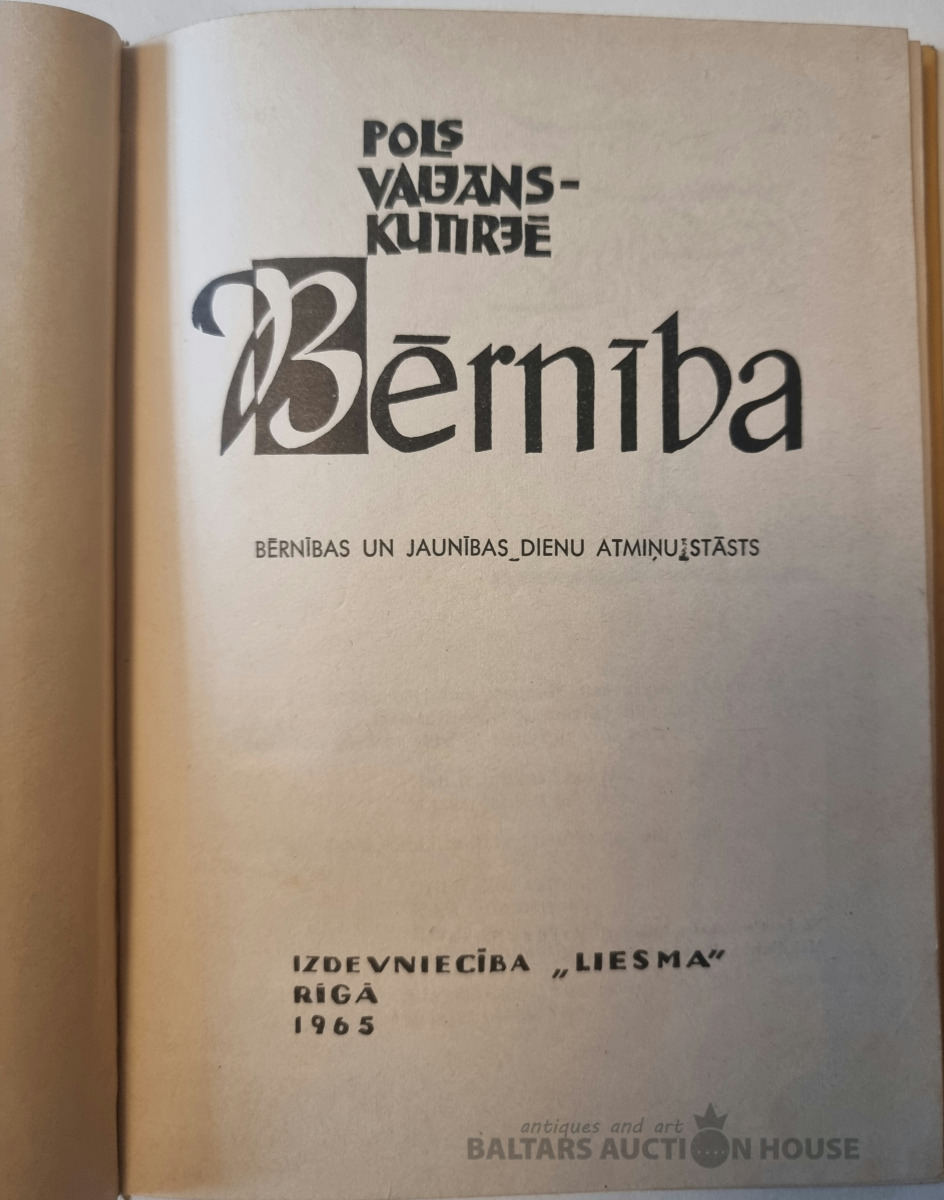 POLS
VAIJĀNS-
KUTIRJĒ
Bērnība
BĒRNĪBAS UN JAUNĪBAS DIENU ATMIŅU STĀSTS
IZDEVNIECĪBA „LIESMA”
RĪGĀ
1965
antiques and art
BALTARS AUCTION HOUSE